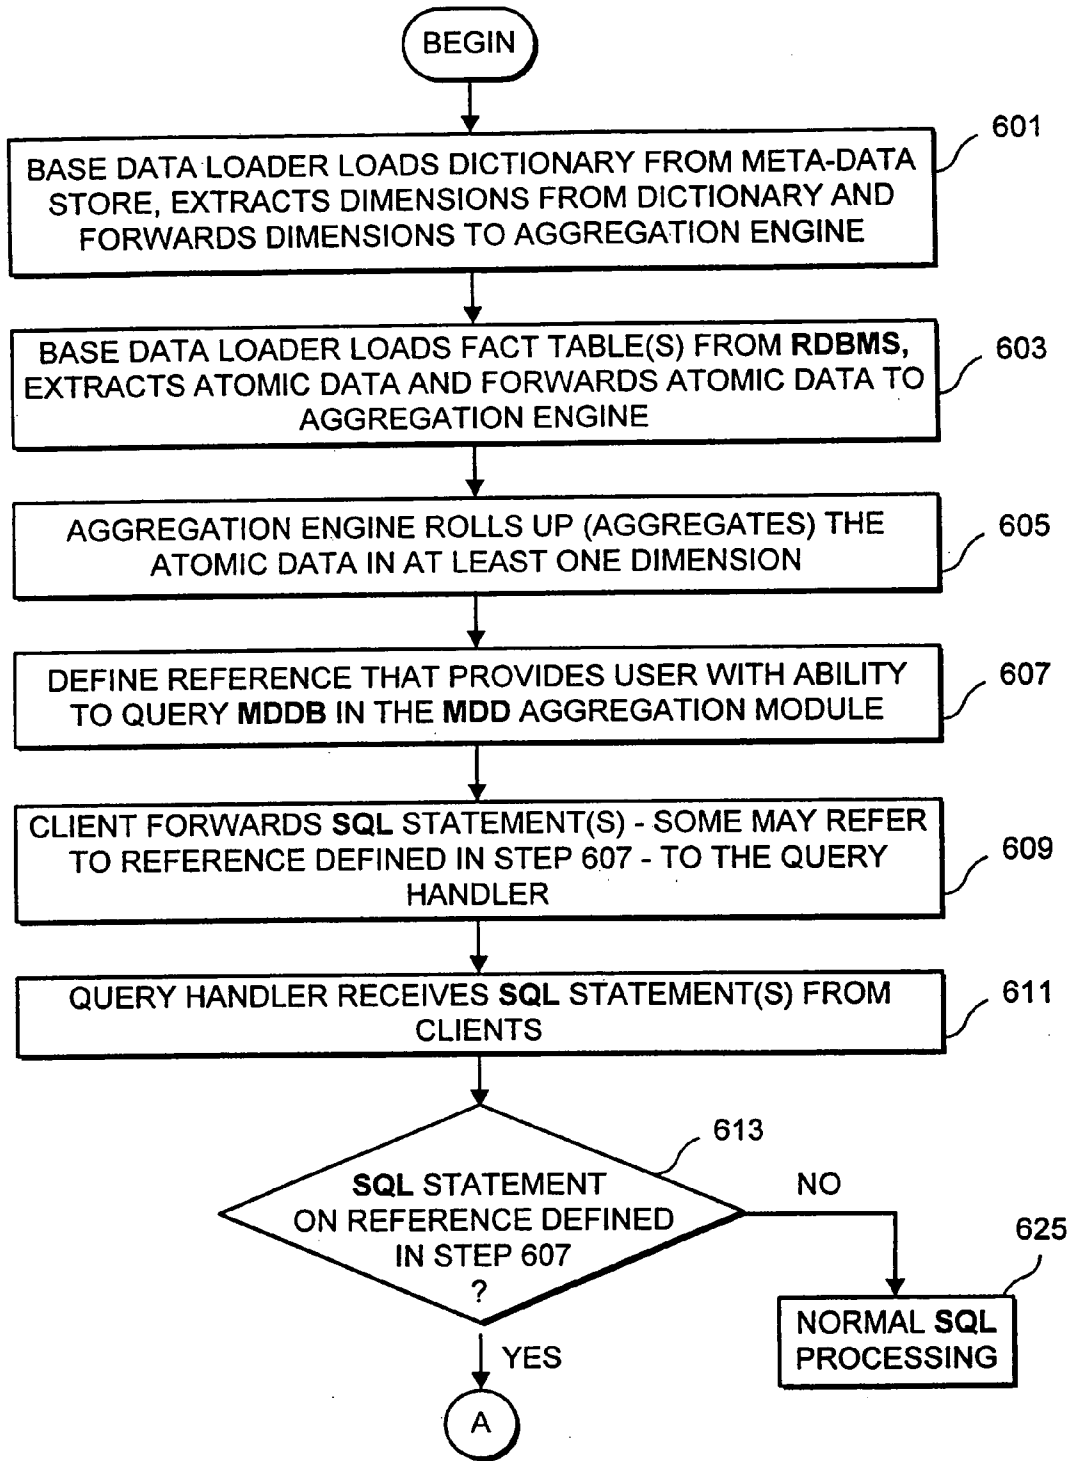 BEGIN
601
BASE DATA LOADER LOADS DICTIONARY FROM META-DATA
STORE, EXTRACTS DIMENSIONS FROM DICTIONARY AND
FORWARDS DIMENSIONS TO AGGREGATION ENGINE
603
BASE DATA LOADER LOADS FACT TABLE(S) FROM RDBMS,
EXTRACTS ATOMIC DATA AND FORWARDS ATOMIC DATA TO
AGGREGATION ENGINE
605
AGGREGATION ENGINE ROLLS UP (AGGREGATES) THE
ATOMIC DATA IN AT LEAST ONE DIMENSION
607
DEFINE REFERENCE THAT PROVIDES USER WITH ABILITY
TO QUERY MDDB IN THE MDD AGGREGATION MODULE
609
CLIENT FORWARDS SQL STATEMENT(S) - SOME MAY REFER
TO REFERENCE DEFINED IN STEP 607 - TO THE QUERY
HANDLER
611
QUERY HANDLER RECEIVES SQL STATEMENT(S) FROM
CLIENTS
613
SQL STATEMENT
ON REFERENCE DEFINED
IN STEP 607
?
NO
625
NORMAL SQL
PROCESSING
YES
A